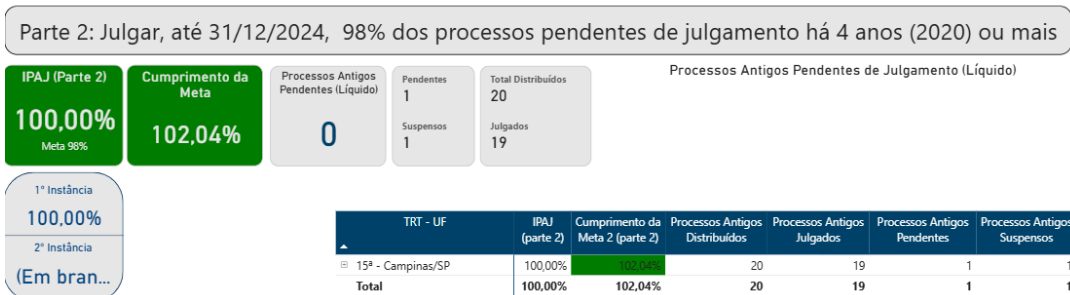 Parte 2: Julgar, até 31/12/2024, 98% dos processos pendentes de julgamento há 4 anos (2020) ou mais
IPAJ (Parte 2)
100,00%
Meta 98%
Cumprimento da
Meta
102,04%
Processos Antigos
Pendentes (Líquido)
0
Pendentes
1
Suspensos
1
Total Distribuídos
20
Julgados
19
Processos Antigos Pendentes de Julgamento (Líquido)
1° Instância
100,00%
2° Instância
(Em bran...
TRT - UF IPAJ (parte 2) Cumprimento da Meta 2 (parte 2) Processos Antigos Distribuídos Processos Antigos Julgados Processos Antigos Pendentes Processos Antigos Suspensos
15ª - Campinas/SP 100,00% 102,04% 20 19 1 1
Total 100,00% 102,04% 20 19 1 1